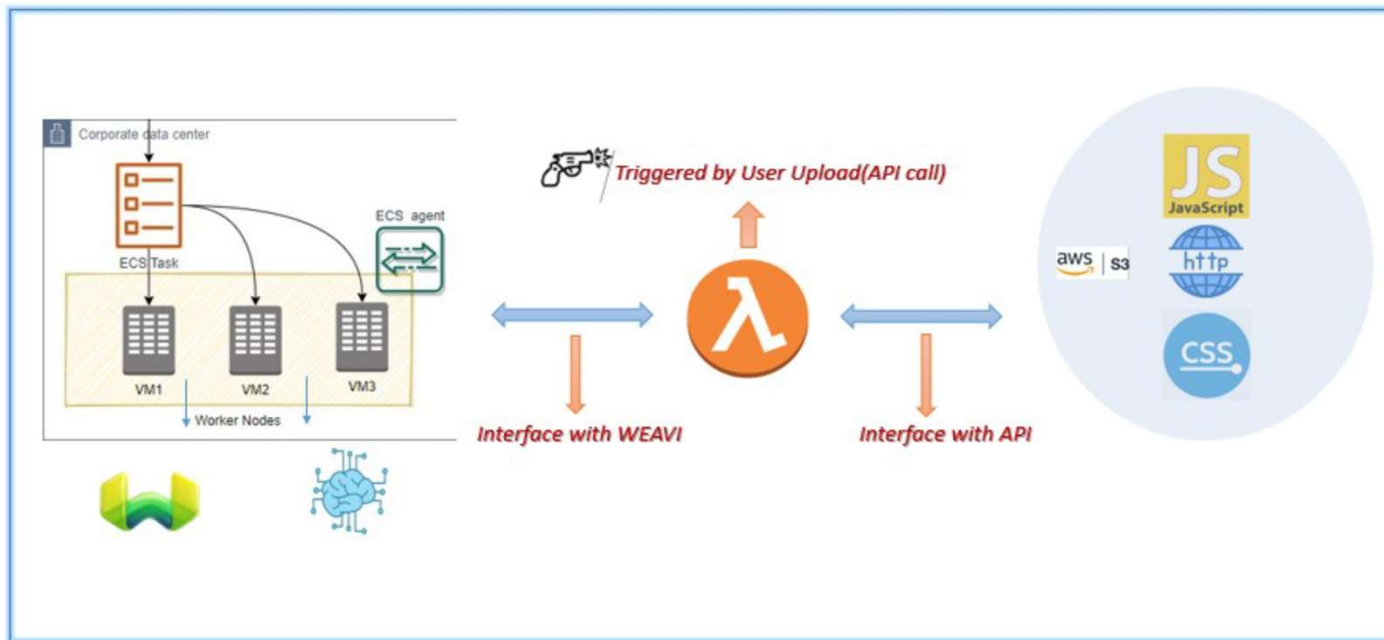 Corporate data center
ECS Task
ECS agent
VM1
VM2
VM3
Worker Nodes
Triggered by User Upload(API call)
Interface with WEAVI
Interface with API
aws | S3
JS
JavaScript
http
CSS